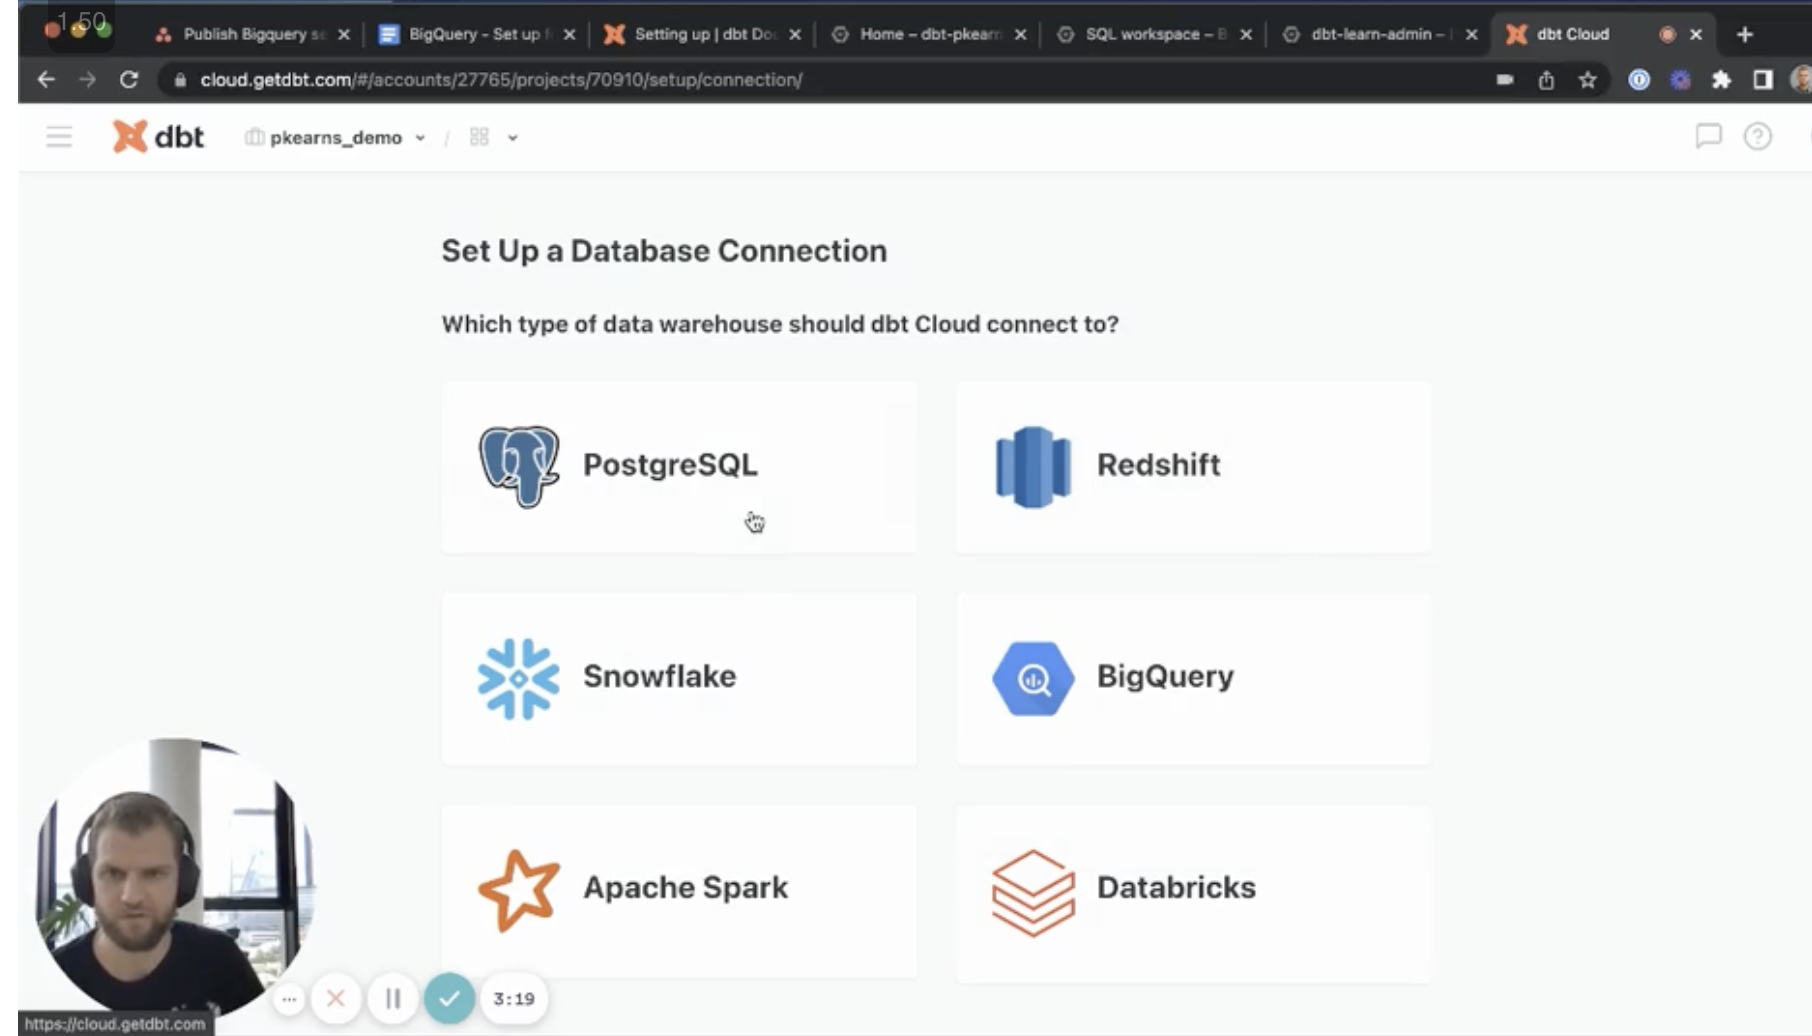 1.50
Publish Bigquery se
BigQuery - Set up f
Setting up | dbt Doc
Home – dbt-pkearn
SQL workspace – B
dbt-learn-admin –
dbt Cloud
cloud.getdbt.com/#/accounts/27765/projects/70910/setup/connection/
dbt
pkearns_demo
/
Set Up a Database Connection
Which type of data warehouse should dbt Cloud connect to?
PostgreSQL
Redshift
Snowflake
BigQuery
Apache Spark
Databricks
3:19
https://cloud.getdbt.com